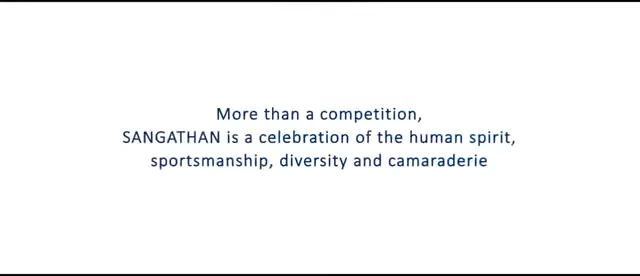 More than a competition,
SANGATHAN is a celebration of the human spirit,
sportsmanship, diversity and camaraderie